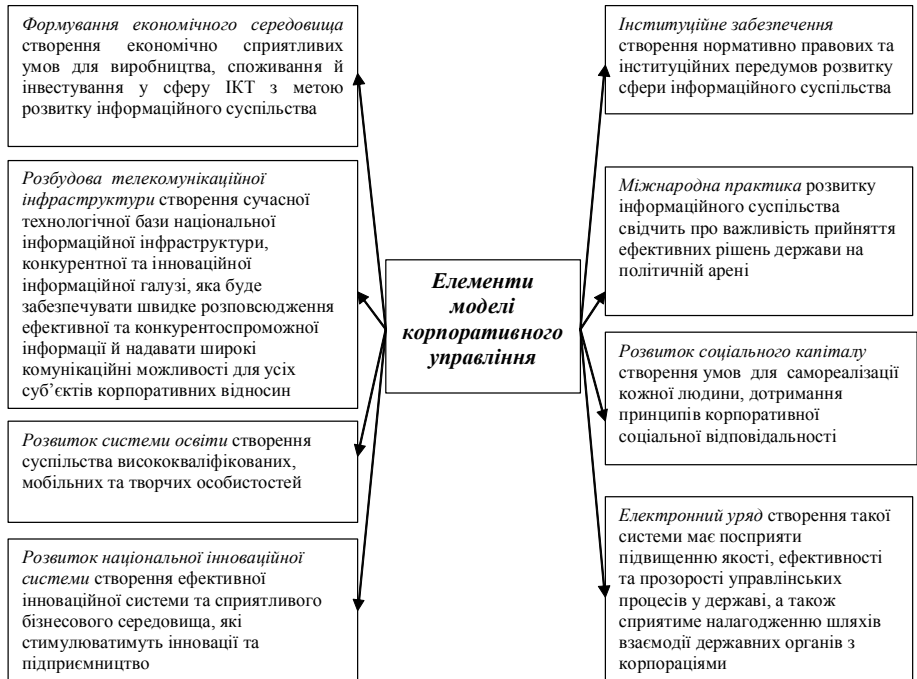 Формування економічного середовища
створення економічно сприятливих
умов для виробництва, споживання й
інвестування у сферу ІКТ з метою
розвитку інформаційного суспільства
Розбудова телекомунікаційної
інфраструктури створення сучасної
технологічної бази національної
інформаційної інфраструктури,
конкурентної та інноваційної
інформаційної галузі, яка буде
забезпечувати швидке розповсюдження
ефективної та конкурентоспроможної
інформації й надавати широкі
комунікаційні можливості для усіх
суб’єктів корпоративних відносин
Розвиток системи освіти створення
суспільства висококваліфікованих,
мобільних та творчих особистостей
Розвиток національної інноваційної
системи створення ефективної
інноваційної системи та сприятливого
бізнесового середовища, які
стимулюватимуть інновації та
підприємництво
Елементи
моделі
корпоративного
управління
Інституційне забезпечення
створення нормативно правових та
інституційних передумов розвитку
сфери інформаційного суспільства
Міжнародна практика розвитку
інформаційного суспільства
свідчить про важливість прийняття
ефективних рішень держави на
політичній арені
Розвиток соціального капіталу
створення умов для самореалізації
кожної людини, дотримання
принципів корпоративної
соціальної відповідальності
Електронний уряд створення такої
системи має посприяти
підвищенню якості, ефективності
та прозорості управлінських
процесів у державі, а також
сприятиме налагодженню шляхів
взаємодії державних органів з
корпораціями